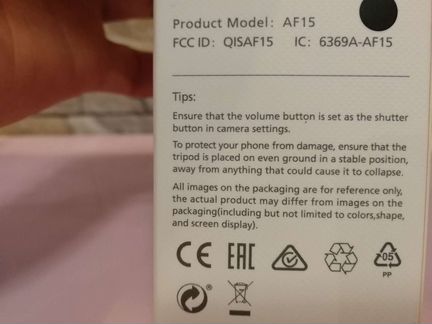 Product Model: AF15
FCC ID: QISAF15 IC: 6369A-AF15
Tips:
Ensure that the volume button is set as the shutter
button in camera settings.
To protect your phone from damage, ensure that the
tripod is placed on even ground in a stable position,
away from anything that could cause it to collapse.
All images on the packaging are for reference only,
the actual product may differ from images on the
packaging(including but not limited to colors,shape,
and screen display).
CE EAC 05
PP
®